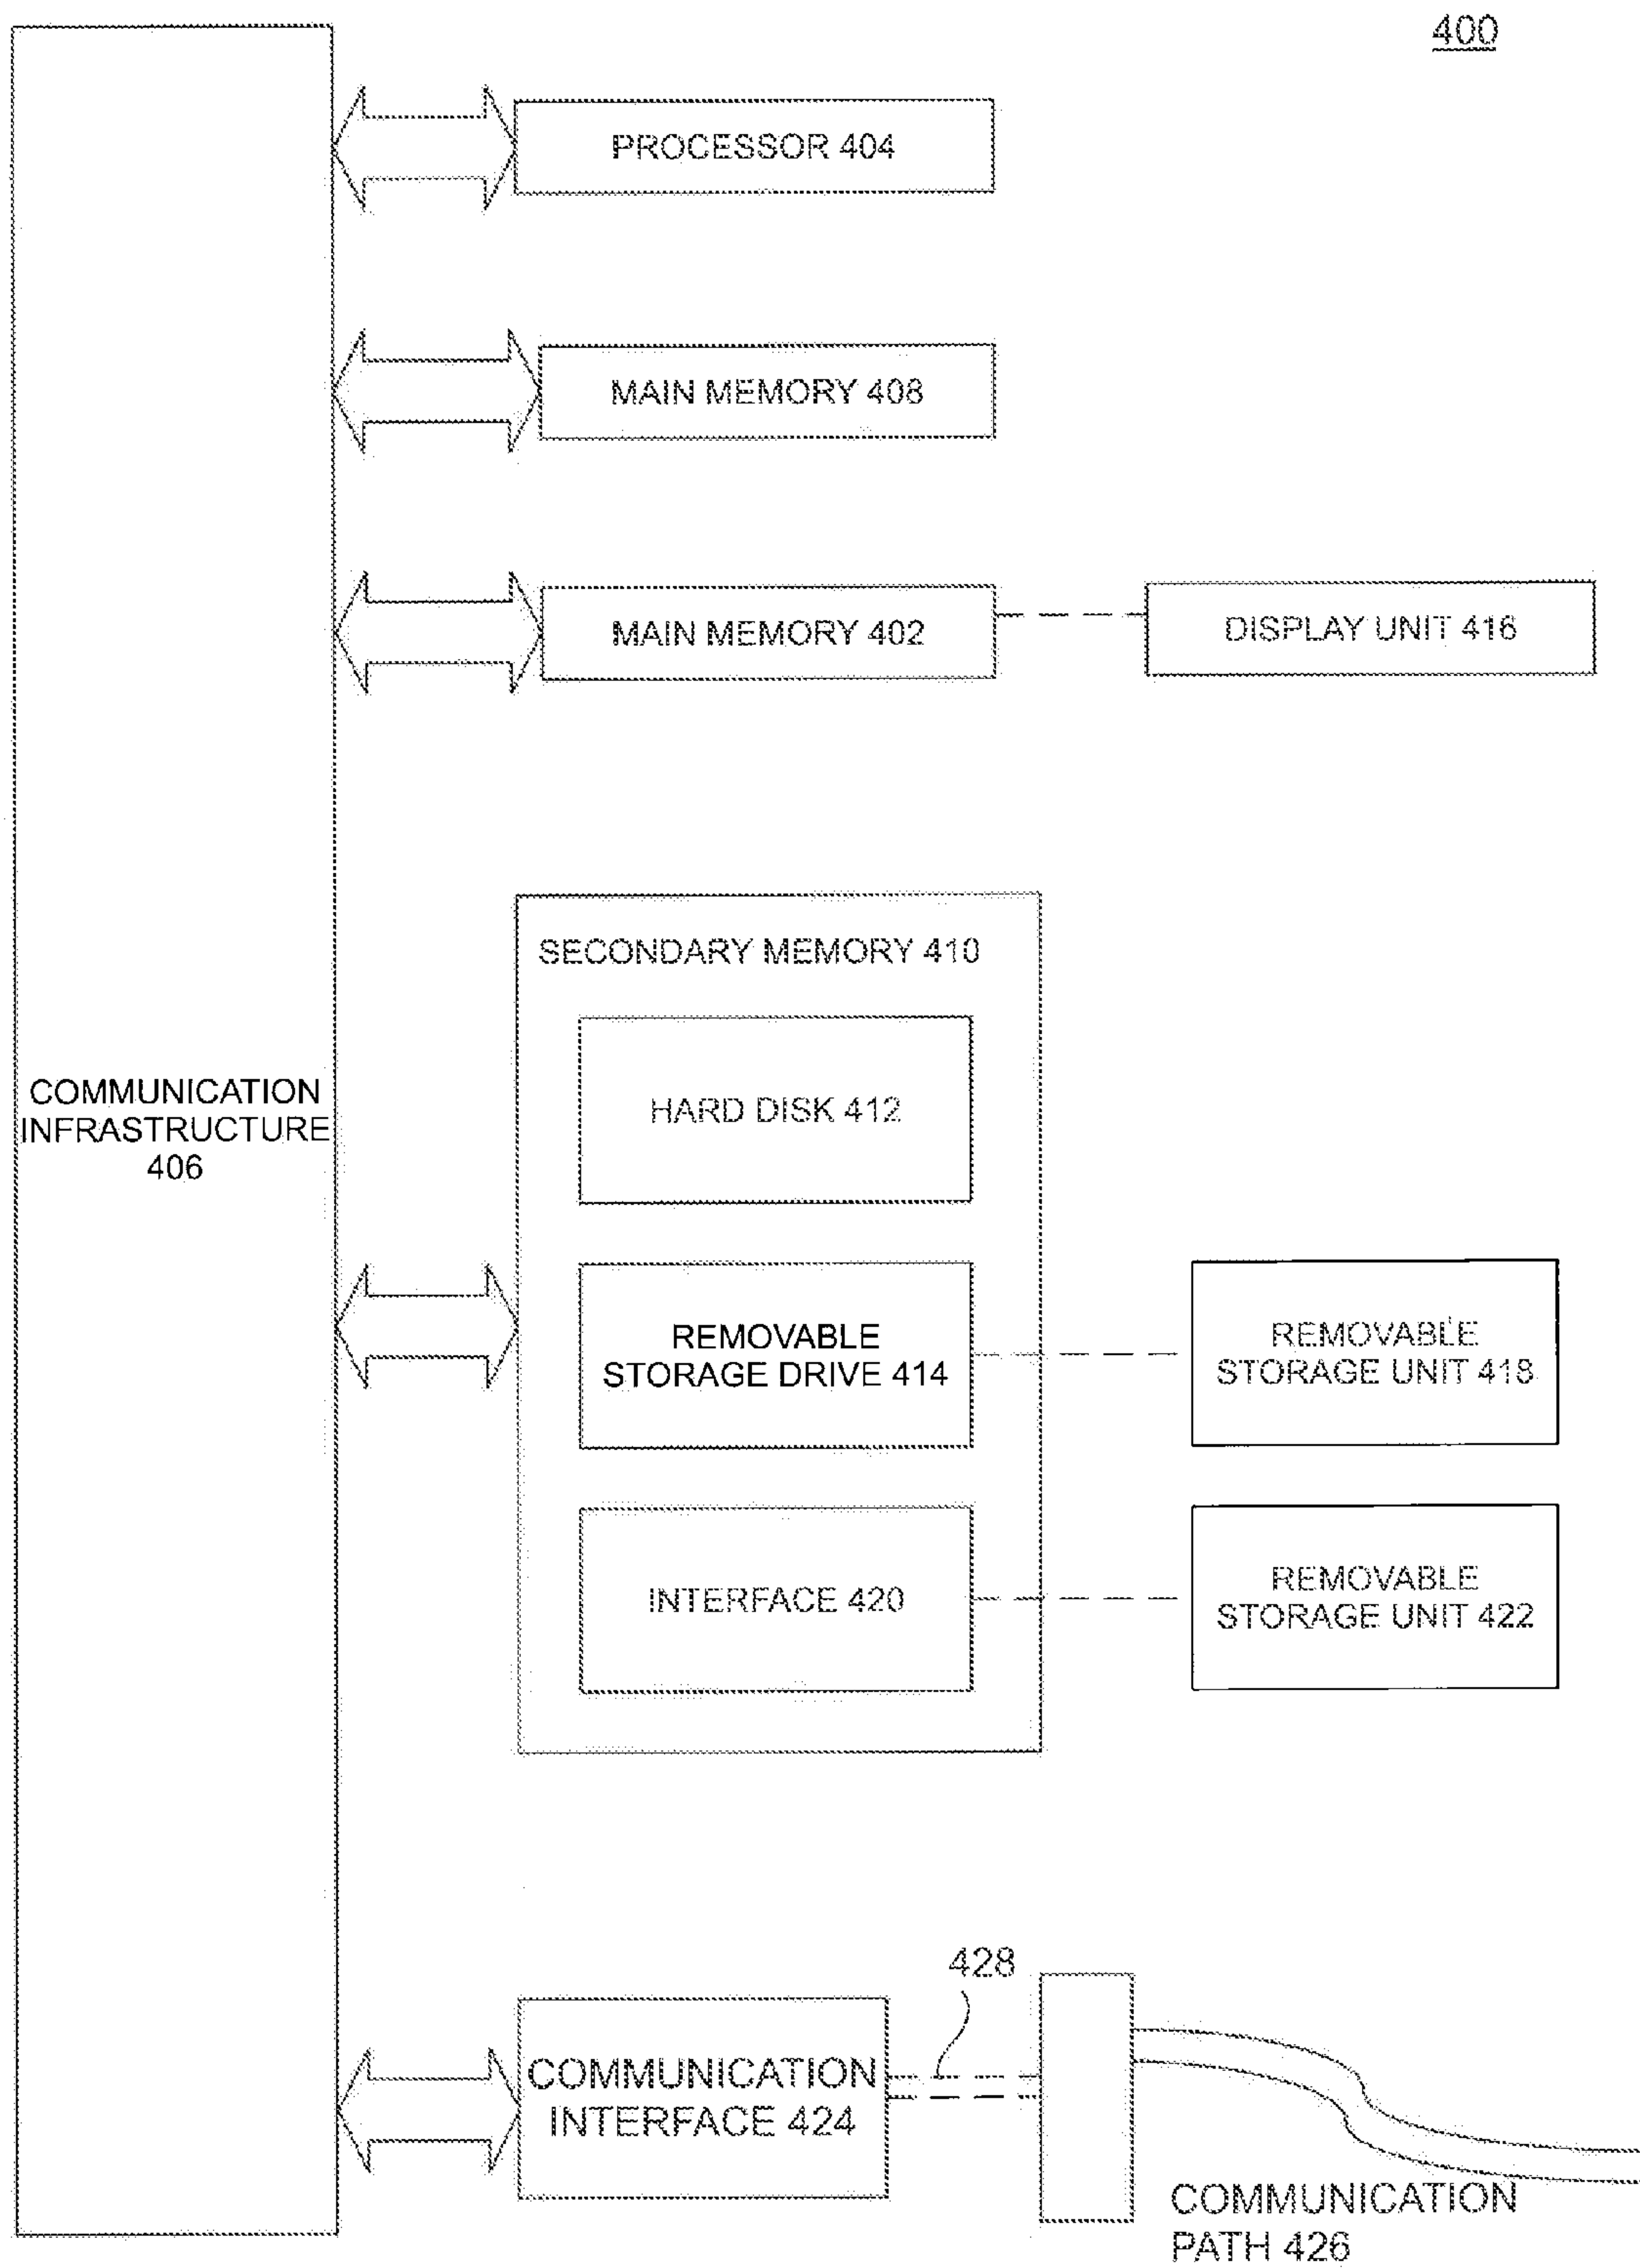 400
PROCESSOR 404
MAIN MEMORY 408
MAIN MEMORY 402
DISPLAY UNIT 416
SECONDARY MEMORY 410
HARD DISK 412
COMMUNICATION
INFRASTRUCTURE
406
REMOVABLE
STORAGE DRIVE 414
REMOVABLE
STORAGE UNIT 418
INTERFACE 420
REMOVABLE
STORAGE UNIT 422
428
COMMUNICATION
INTERFACE 424
COMMUNICATION
PATH 426